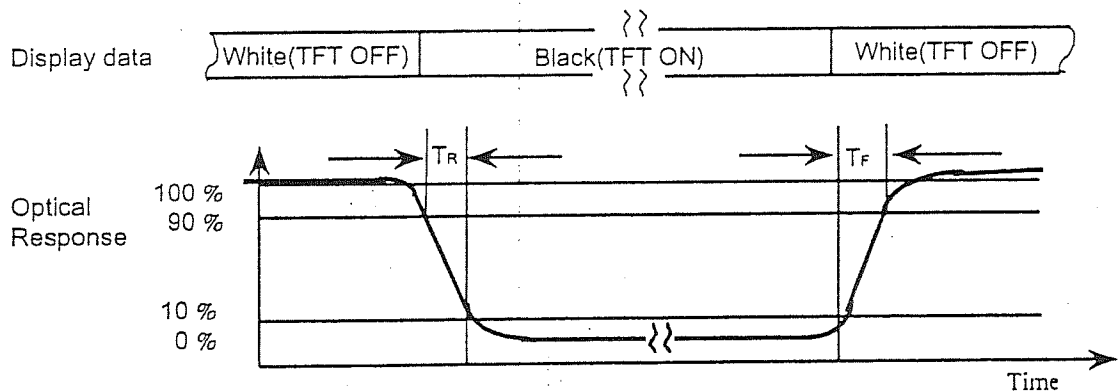 Display data
White(TFT OFF) Black(TFT ON) White(TFT OFF)
TR TF
100 %
Optical
Response
90 %
10 %
0 %
Time